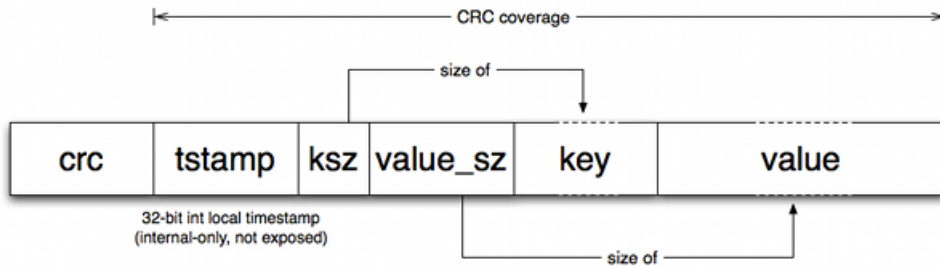 CRC coverage
size of
crc tstamp ksz value_sz key value
32-bit int local timestamp
(internal-only, not exposed)
size of